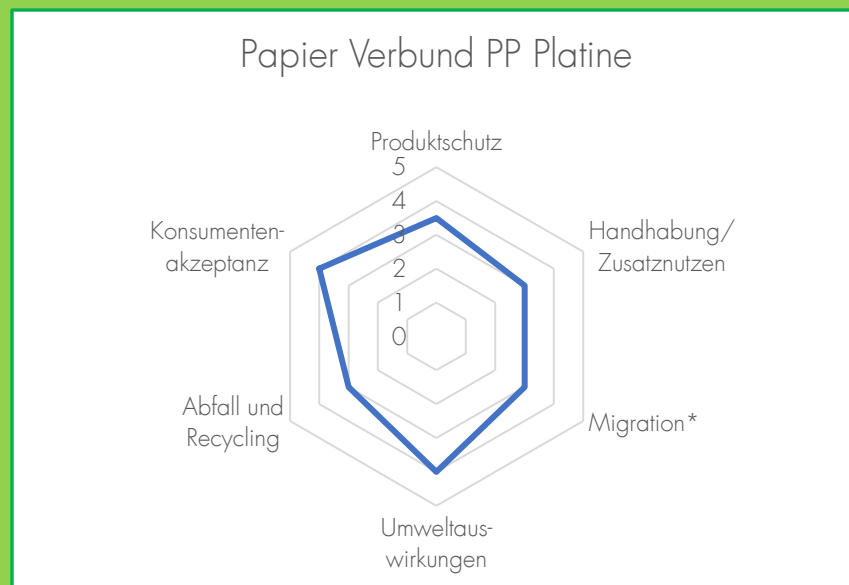 Papier Verbund PP Platine
Produktschutz
5
4
3
2
1
0
Handhabung/
Zusatznutzen
Migration*
Umweltaus-
wirkungen
Abfall und
Recycling
Konsumenten-
akzeptanz